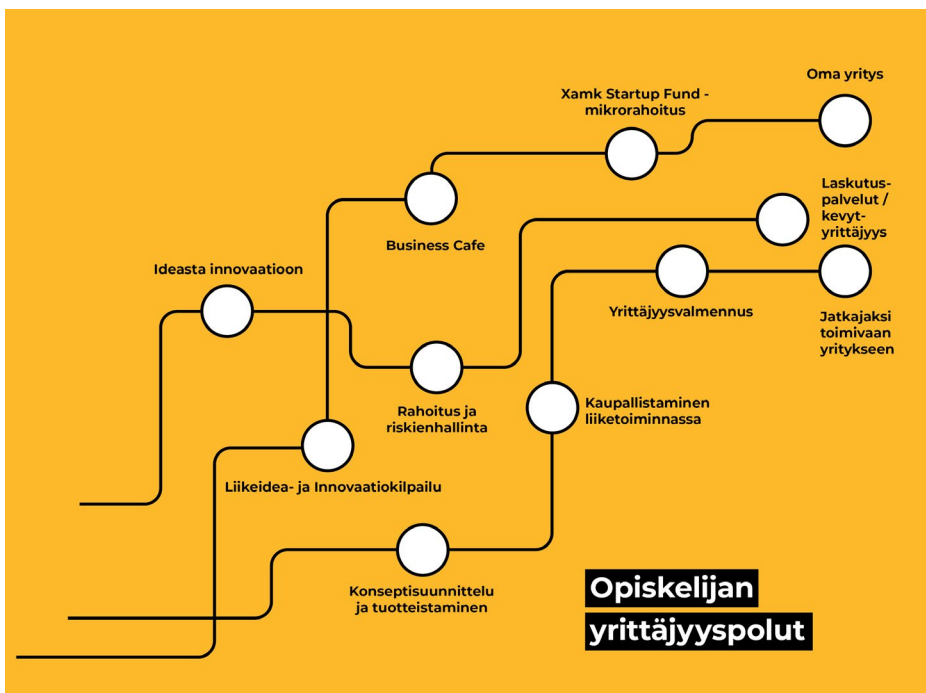 Oma yritys
Xamk Startup Fund -
mikrorahoitus
Laskutus-
palvelut /
kevyt-
yrittäjyys
Business Cafe
Ideasta innovaatioon
Yrittäjyysvalmennus
Jatkajaksi
toimivaan
yritykseen
Rahoitus ja
riskienhallinta
Kaupallistaminen
liiketoiminnassa
Liikeidea- ja Innovaatiokilpailu
Konseptisuunnittelu
ja tuotteistaminen
Opiskelijan
yrittäjyyspolut